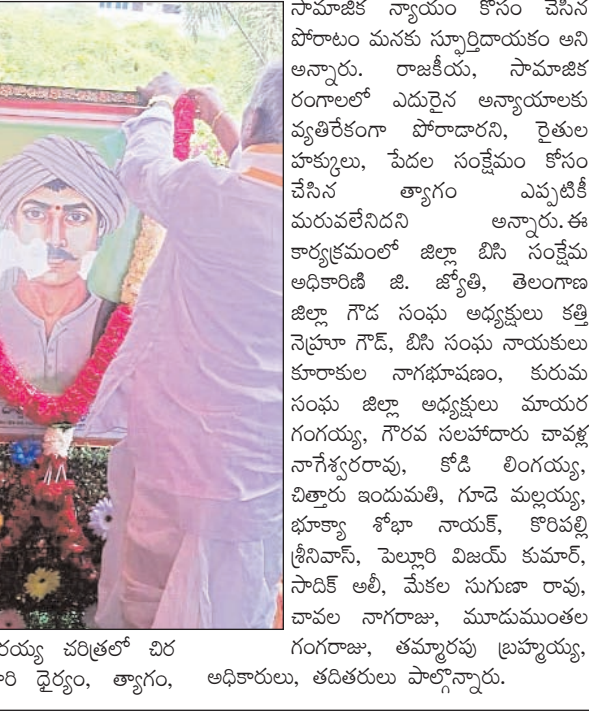 రయ్య చరిత్రలో చిర
రి ధైర్యం, త్యాగం,
సామాజిక న్యాయం కోసం చేసిన
పోరాటం మనకు స్ఫూర్తిదాయకం అని
అన్నారు. రాజకీయ, సామాజిక
రంగాలలో ఎదురైన అన్యాయాలకు
వ్యతిరేకంగా పోరాడారని, రైతుల
హక్కులు, పేదల సంక్షేమం కోసం
చేసిన త్యాగం ఎప్పటికీ
మరువలేనిదని అన్నారు. ఈ
కార్యక్రమంలో జిల్లా బిసి సంక్షేమ
అధికారిణి జి. జ్యోతి, తెలంగాణ
జిల్లా గౌడ సంఘ అధ్యక్షులు కత్తి
నెహ్రూ గౌడ్, బిసి సంఘ నాయకులు
కూరాకుల నాగభూషణం, కురుమ
సంఘ జిల్లా అధ్యక్షులు మాయర
గంగయ్య, గౌరవ సలహాదారు చావళ్ల
నాగేశ్వరరావు, కోడి లింగయ్య,
చిత్తారు ఇందుమతి, గూడె మల్లయ్య,
భూక్యా శోభా నాయక్, కొరిపల్లి
శ్రీనివాస్, పెల్లూరి విజయ్ కుమార్,
సాదిక్ అలీ, మేకల సుగుణా రావు,
చావల నాగరాజు, మూడుముంతల
గంగరాజు, తమ్మారపు బ్రహ్మయ్య,
అధికారులు, తదితరులు పాల్గొన్నారు.